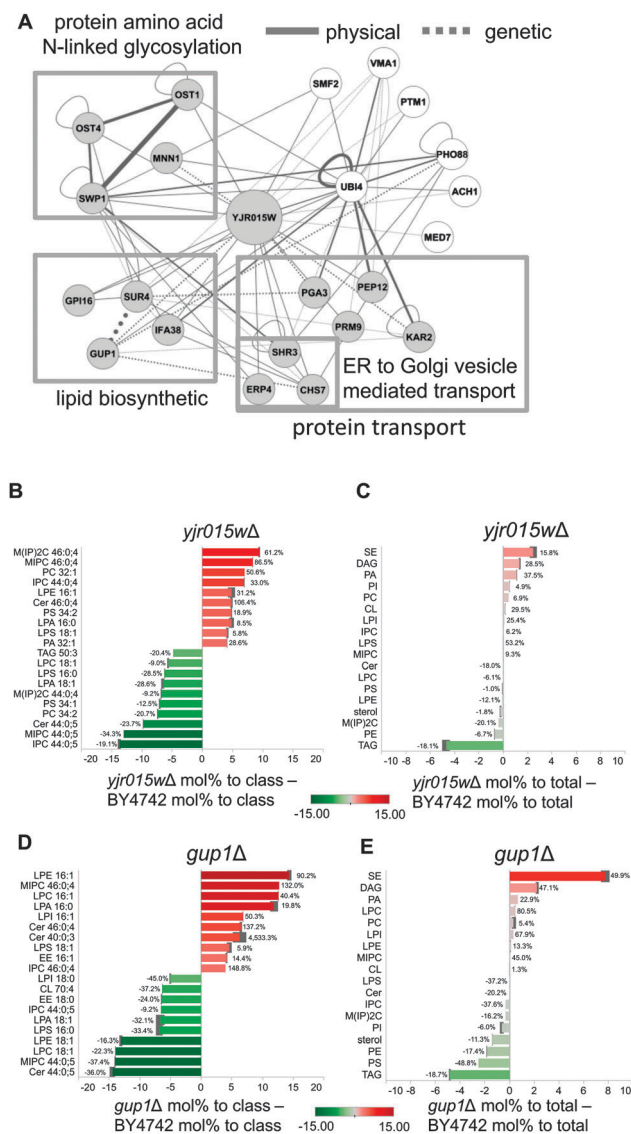 A
protein amino acid
N-linked glycosylation
physical
genetic
OST1
OST4
MNN1
SWP1
SMF2
VMA1
PTM1
PHO88
UBI4
ACH1
MED7
YJR015W
GPI16
SUR4
IFA38
GUP1
PGA3
PEP12
PRM9
KAR2
SHR3
ERP4
CHS7
ER to Golgi vesicle
mediated transport
lipid biosynthetic
protein transport
B
yjr015wΔ
M(IP)2C 46:0;4 61.2%
MIPC 46:0;4 86.5%
PC 32:1 50.6%
IPC 44:0;4 33.0%
LPE 16:1 31.2%
Cer 46:0;4 106.4%
PS 34:2 18.9%
LPA 16:0 8.5%
LPS 18:1 5.8%
PA 32:1 28.6%
TAG 50:3 -20.4%
LPC 18:1 -9.0%
LPS 16:0 -28.5%
LPA 18:1 -28.6%
M(IP)2C 44:0;4 -9.2%
PS 34:1 -12.5%
PC 34:2 -20.7%
Cer 44:0;5 -23.7%
MIPC 44:0;5 -34.3%
IPC 44:0;5 -19.1%
-20 -15 -10 -5 0 5 10 15 20
yjr015wΔ mol% to class –
BY4742 mol% to class
C
yjr015wΔ
SE 15.8%
DAG 28.5%
PA 37.5%
PI 4.9%
PC 6.9%
CL 29.5%
LPI 25.4%
IPC 6.2%
LPS 53.2%
MIPC 9.3%
Cer -18.0%
LPC -6.1%
PS -1.0%
LPE -12.1%
sterol -1.8%
M(IP)2C -20.1%
PE -6.7%
TAG -18.1%
-10 -8 -6 -4 -2 0 2 4 6 8 10
yjr015wΔ mol% to total –
BY4742 mol% to total
-15.00 15.00
D
gup1Δ
LPE 16:1 90.2%
MIPC 46:0;4 132.0%
LPC 16:1 40.4%
LPA 16:0 19.8%
LPI 16:1 50.3%
Cer 46:0;4 137.2%
Cer 40:0;3 4,533.3%
LPS 18:1 5.9%
EE 16:1 14.4%
IPC 46:0;4 148.8%
LPI 18:0 -45.0%
CL 70:4 -37.2%
EE 18:0 -24.0%
IPC 44:0;5 -9.2%
LPA 18:1 -32.1%
LPS 16:0 -33.4%
LPE 18:1 -16.3%
LPC 18:1 -22.3%
MIPC 44:0;5 -37.4%
Cer 44:0;5 -36.0%
-20 -15 -10 -5 0 5 10 15 20
gup1Δ mol% to class –
BY4742 mol% to class
E
gup1Δ
SE 49.9%
DAG 47.1%
PA 22.9%
LPC 80.5%
PC 5.4%
LPI 67.9%
LPE 13.3%
MIPC 45.0%
CL 1.3%
LPS -37.2%
Cer -20.2%
IPC -37.6%
M(IP)2C -16.2%
PI -6.0%
sterol -11.3%
PE -17.4%
PS -48.8%
TAG -18.7%
-10 -8 -6 -4 -2 0 2 4 6 8 10
gup1Δ mol% to total –
BY4742 mol% to total
-15.00 15.00